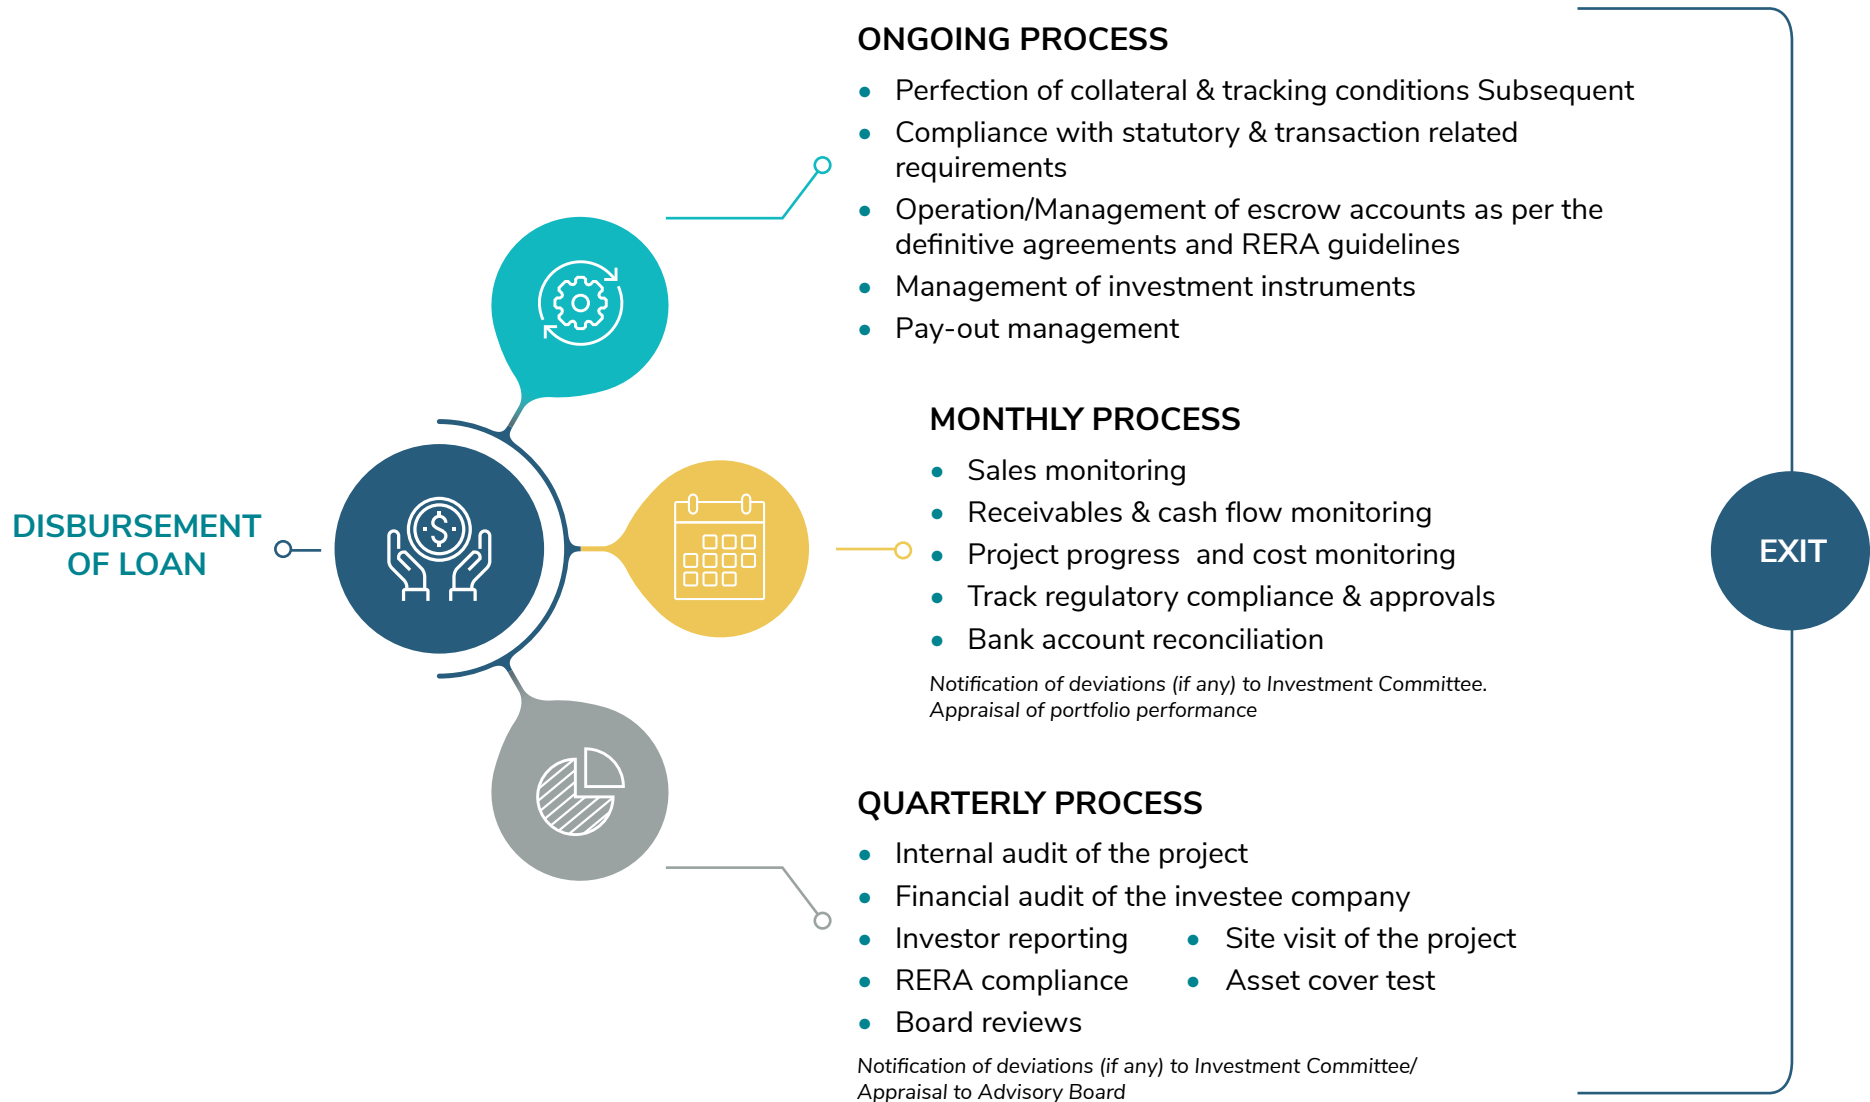 DISBURSEMENT
OF LOAN
ONGOING PROCESS
• Perfection of collateral & tracking conditions Subsequent
• Compliance with statutory & transaction related
requirements
• Operation/Management of escrow accounts as per the
definitive agreements and RERA guidelines
• Management of investment instruments
• Pay-out management
MONTHLY PROCESS
• Sales monitoring
• Receivables & cash flow monitoring
• Project progress  and cost monitoring
• Track regulatory compliance & approvals
• Bank account reconciliation
Notification of deviations (if any) to Investment Committee.
Appraisal of portfolio performance
QUARTERLY PROCESS
• Internal audit of the project
• Financial audit of the investee company
• Investor reporting
• Site visit of the project
• RERA compliance
• Asset cover test
• Board reviews
Notification of deviations (if any) to Investment Committee/
Appraisal to Advisory Board
EXIT
$